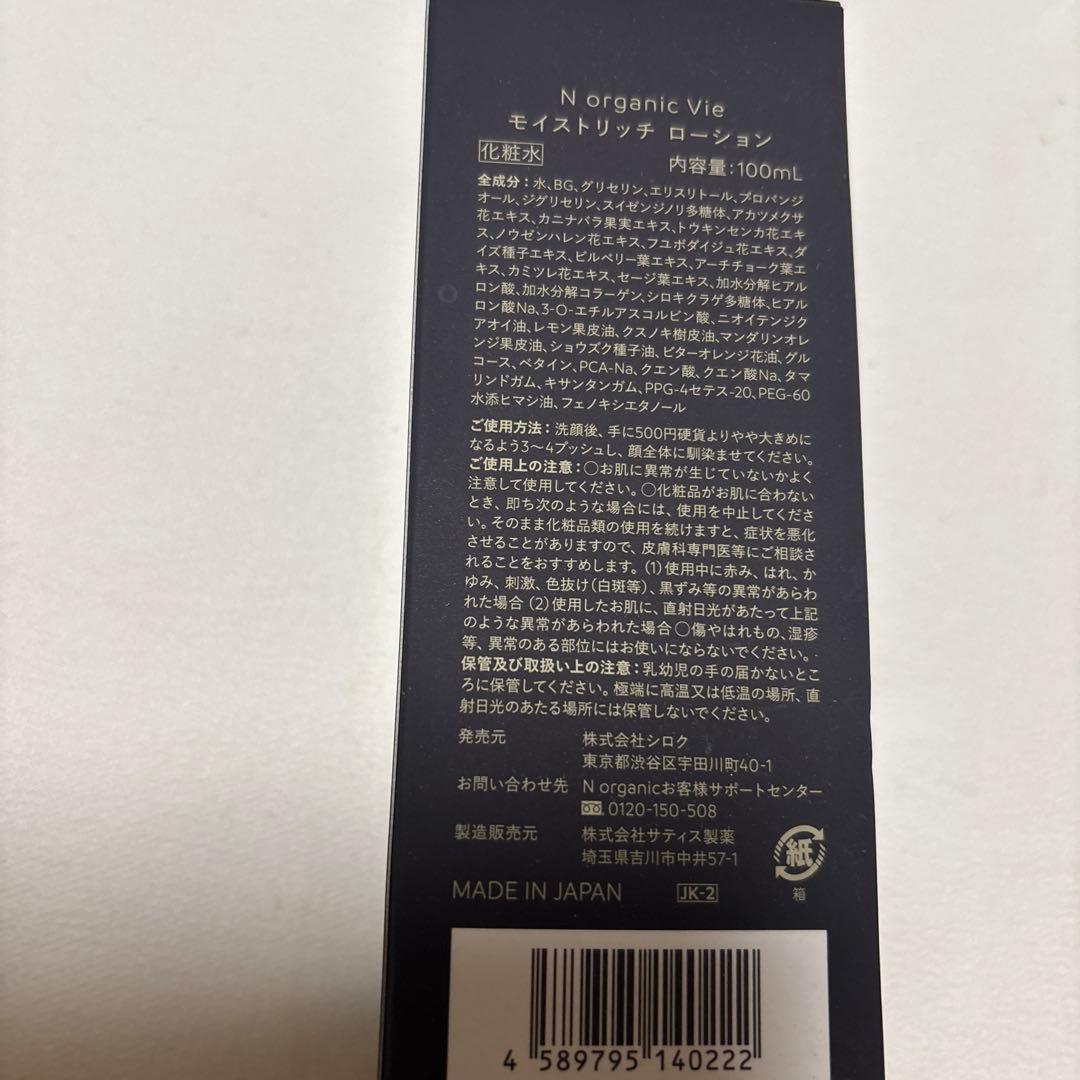 N organic Vie
モイストリッチ ローション
化粧水 内容量:100mL
全成分:水、BG、グリセリン、エリスリトール、プロパンジ
オール、ジグリセリン、スイゼンジノリ多糖体、アカツメクサ
花エキス、カニナバラ果実エキス、トウキンセンカ花エキ
ス、ノウゼンハレン花エキス、フユボダイジュ花エキス、ダ
イズ種子エキス、ビルベリー葉エキス、アーチチョーク葉エ
キス、カミツレ花エキス、セージ葉エキス、加水分解ヒアル
ロン酸、加水分解コラーゲン、シロキクラゲ多糖体、ヒアル
ロン酸Na、3-O-エチルアスコルビン酸、ニオイテンジク
アオイ油、レモン果皮油、クスノキ樹皮油、マンダリンオレ
ンジ果皮油、ショウズク種子油、ビターオレンジ花油、グル
コース、ベタイン、PCA-Na、クエン酸、クエン酸Na、タマ
リンドガム、キサンタンガム、PPG-4セテス-20、PEG-60
水添ヒマシ油、フェノキシエタノール
ご使用方法:洗顔後、手に500円硬貨よりやや大きめに
なるよう3〜4プッシュし、顔全体に馴染ませてください。
ご使用上の注意:○お肌に異常が生じていないかよく
注意して使用してください。○化粧品がお肌に合わない
とき、即ち次のような場合には、使用を中止してくださ
い。そのまま化粧品類の使用を続けますと、症状を悪化
させることがありますので、皮膚科専門医等にご相談さ
れることをおすすめします。(1)使用中に赤み、はれ、か
ゆみ、刺激、色抜け(白斑等)、黒ずみ等の異常があらわ
れた場合 (2)使用したお肌に、直射日光があたって上記
のような異常があらわれた場合 ○傷やはれもの、湿疹
等、異常のある部位にはお使いにならないでください。
保管及び取扱い上の注意:乳幼児の手の届かないとこ
ろに保管してください。極端に高温又は低温の場所、直
射日光のあたる場所には保管しないでください。
発売元 株式会社シロク
東京都渋谷区宇田川町40-1
お問い合わせ先 N organicお客様サポートセンター
0120-150-508
製造販売元 株式会社サティス製薬
埼玉県吉川市中井57-1
紙
箱
MADE IN JAPAN JK-2
4 589795 140222